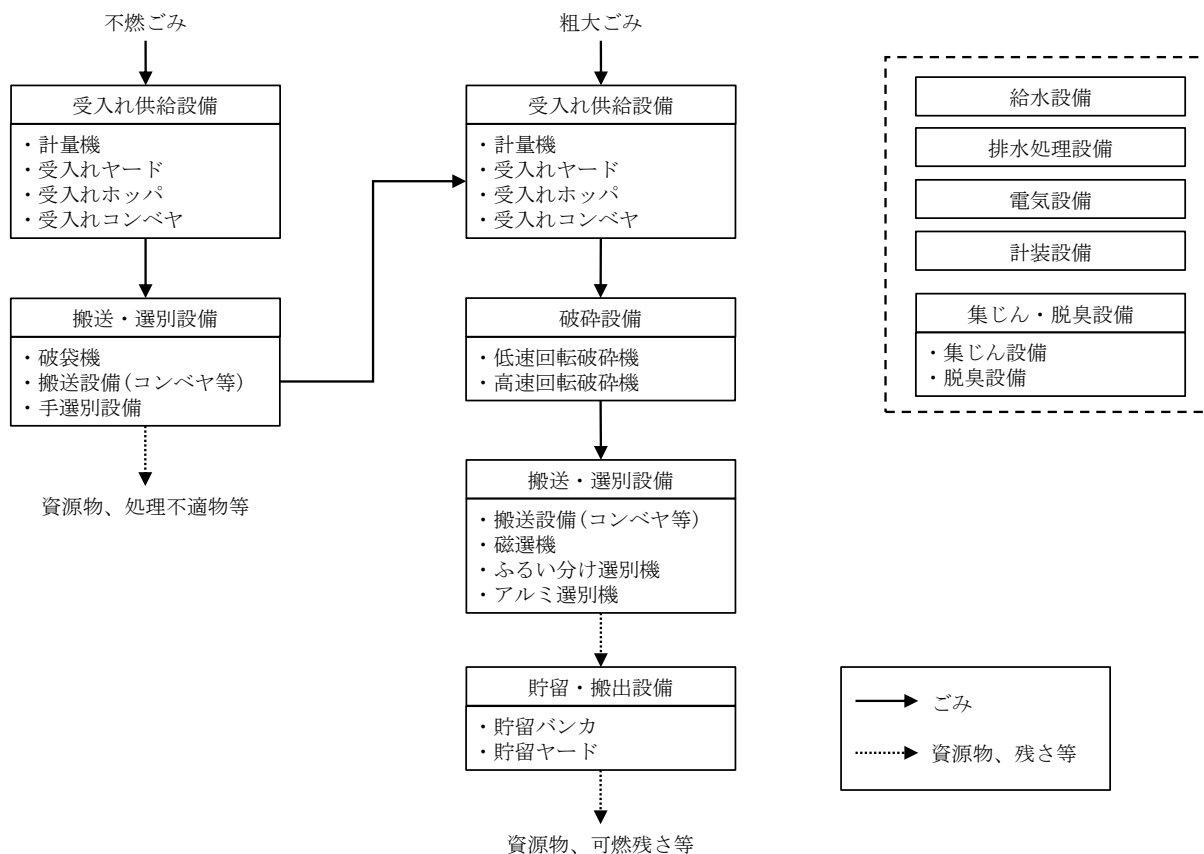 不燃ごみ
受入れ供給設備
・計量機
・受入れヤード
・受入れホッパ
・受入れコンベヤ
搬送・選別設備
・破袋機
・搬送設備(コンベヤ等)
・手選別設備
資源物、処理不適物等
粗大ごみ
受入れ供給設備
・計量機
・受入れヤード
・受入れホッパ
・受入れコンベヤ
破砕設備
・低速回転破砕機
・高速回転破砕機
搬送・選別設備
・搬送設備(コンベヤ等)
・磁選機
・ふるい分け選別機
・アルミ選別機
貯留・搬出設備
・貯留バンカ
・貯留ヤード
資源物、可燃残さ等
給水設備
排水処理設備
電気設備
計装設備
集じん・脱臭設備
・集じん設備
・脱臭設備
ごみ
資源物、残さ等